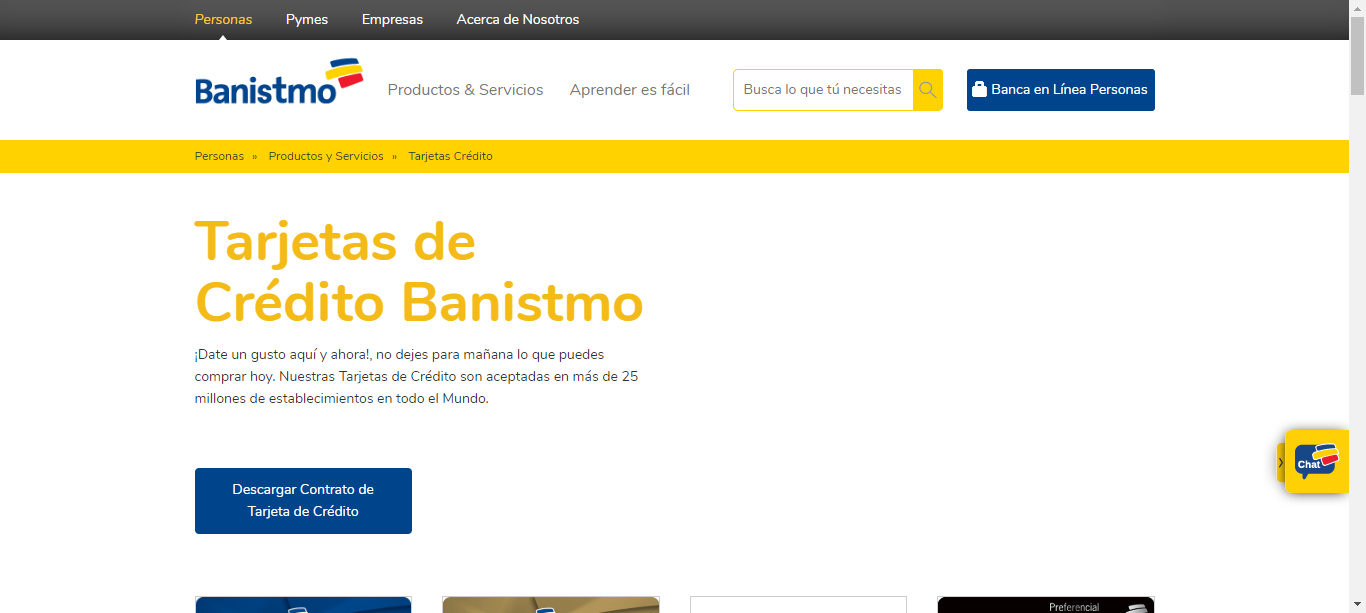 Personas Pymes Empresas Acerca de Nosotros
Banistmo Productos & Servicios Aprender es fácil Busca lo que tú necesitas Banca en Línea Personas
Personas » Productos y Servicios » Tarjetas Crédito
Tarjetas de
Crédito Banistmo
¡Date un gusto aquí y ahora!, no dejes para mañana lo que puedes
comprar hoy. Nuestras Tarjetas de Crédito son aceptadas en más de 25
millones de establecimientos en todo el Mundo.
Chat
Descargar Contrato de
Tarjeta de Crédito
Preferencial